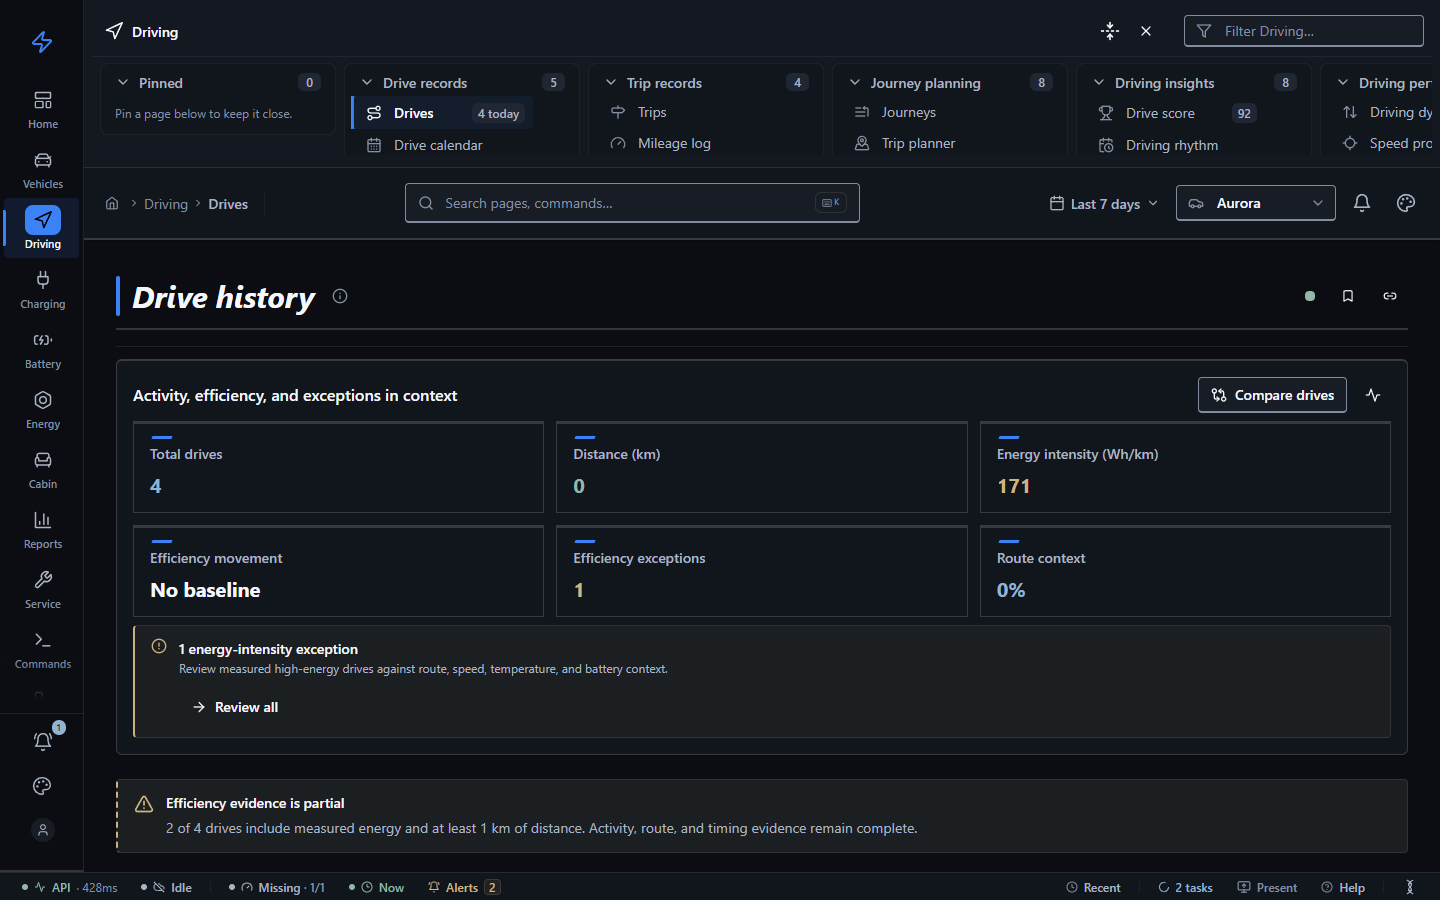 Driving
Filter Driving...
Pinned 0
Pin a page below to keep it close.
Drive records 5
Drives 4 today
Drive calendar
Trip records 4
Trips
Mileage log
Journey planning 8
Journeys
Trip planner
Driving insights 8
Drive score 92
Driving rhythm
Driving per
Driving dy
Speed pro
Home
Vehicles
Driving
Charging
Battery
Energy
Cabin
Reports
Service
Commands
1
Driving Drives
Search pages, commands...
K
Last 7 days
Aurora
Drive history
Activity, efficiency, and exceptions in context
Compare drives
Total drives
4
Distance (km)
0
Energy intensity (Wh/km)
171
Efficiency movement
No baseline
Efficiency exceptions
1
Route context
0%
1 energy-intensity exception
Review measured high-energy drives against route, speed, temperature, and battery context.
Review all
Efficiency evidence is partial
2 of 4 drives include measured energy and at least 1 km of distance. Activity, route, and timing evidence remain complete.
API · 428ms
Idle
Missing · 1/1
Now
Alerts 2
Recent
2 tasks
Present
Help